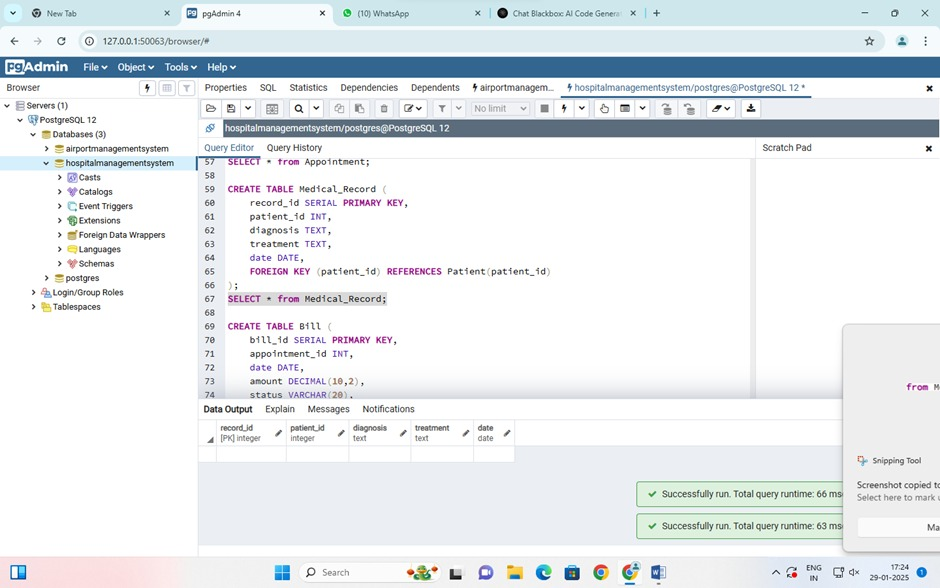 New Tab
pgAdmin 4
(10) WhatsApp
Chat Blackbox: AI Code Genera
127.0.0.1:50063/browser/#
pgAdmin File Object Tools Help
Browser
Properties SQL Statistics Dependencies Dependents airportmanagem... hospitalmanagementsystem/postgres@PostgreSQL 12 *
No limit
Servers (1)
PostgreSQL 12
Databases (3)
airportmanagementsystem
hospitalmanagementsystem
Casts
Catalogs
Event Triggers
Extensions
Foreign Data Wrappers
Languages
Schemas
postgres
Login/Group Roles
Tablespaces
hospitalmanagementsystem/postgres@PostgreSQL 12
Query Editor Query History
Scratch Pad
57 SELECT * from Appointment;
58
59 CREATE TABLE Medical_Record (
60 record_id SERIAL PRIMARY KEY,
61 patient_id INT,
62 diagnosis TEXT,
63 treatment TEXT,
64 date DATE,
65 FOREIGN KEY (patient_id) REFERENCES Patient(patient_id)
66 );
67 SELECT * from Medical_Record;
68
69 CREATE TABLE Bill (
70 bill_id SERIAL PRIMARY KEY,
71 appointment_id INT,
72 date DATE,
73 amount DECIMAL(10,2),
74 status VARCHAR(20),
Data Output Explain Messages Notifications
record_id patient_id diagnosis treatment date
[PK] integer integer text text date
Successfully run. Total query runtime: 66 mse
Successfully run. Total query runtime: 63 mse
from M
Snipping Tool
Screenshot copied to
Select here to mark u
Ma
Search
ENG
IN
17:24
29-01-2025
1